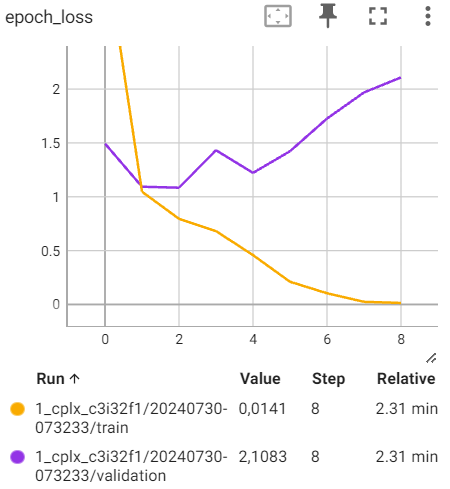 epoch_loss
2
1.5
1
0.5
0
0 2 4 6 8
Run ↑ Value Step Relative
1_cplx_c3i32f1/20240730- 0,0141 8 2.31 min
073233/train
1_cplx_c3i32f1/20240730- 2,1083 8 2.31 min
073233/validation